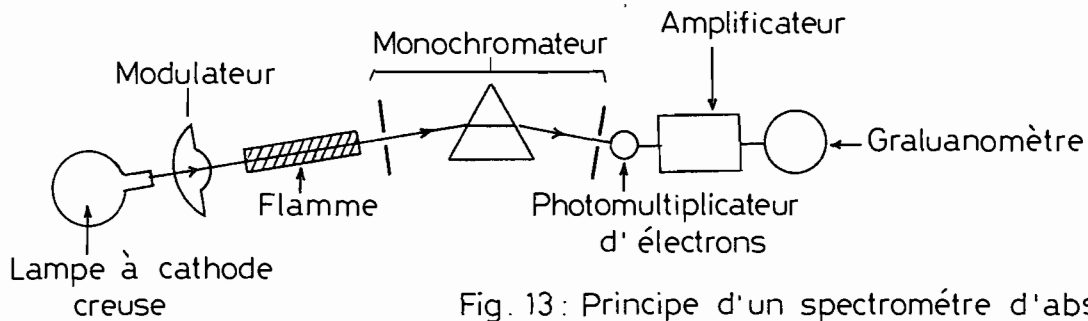 Amplificateur
Monochromateur
Modulateur
Graluanomètre
Flamme
Photomultiplicateur
d' électrons
Lampe à cathode
creuse
Fig. 13 : Principe d'un spectrométre d'abs